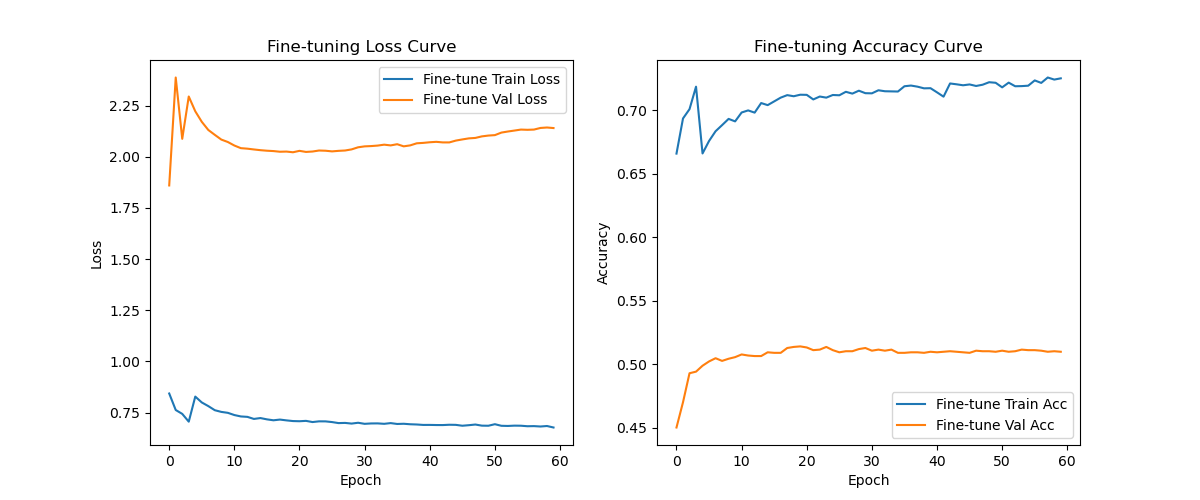 Fine-tuning Loss Curve
Fine-tune Train Loss
Fine-tune Val Loss
2.25
2.00
1.75
1.50
1.25
1.00
0.75
Loss
0 10 20 30 40 50 60
Epoch
Fine-tuning Accuracy Curve
0.70
0.65
0.60
0.55
0.50
0.45
Accuracy
Fine-tune Train Acc
Fine-tune Val Acc
0 10 20 30 40 50 60
Epoch